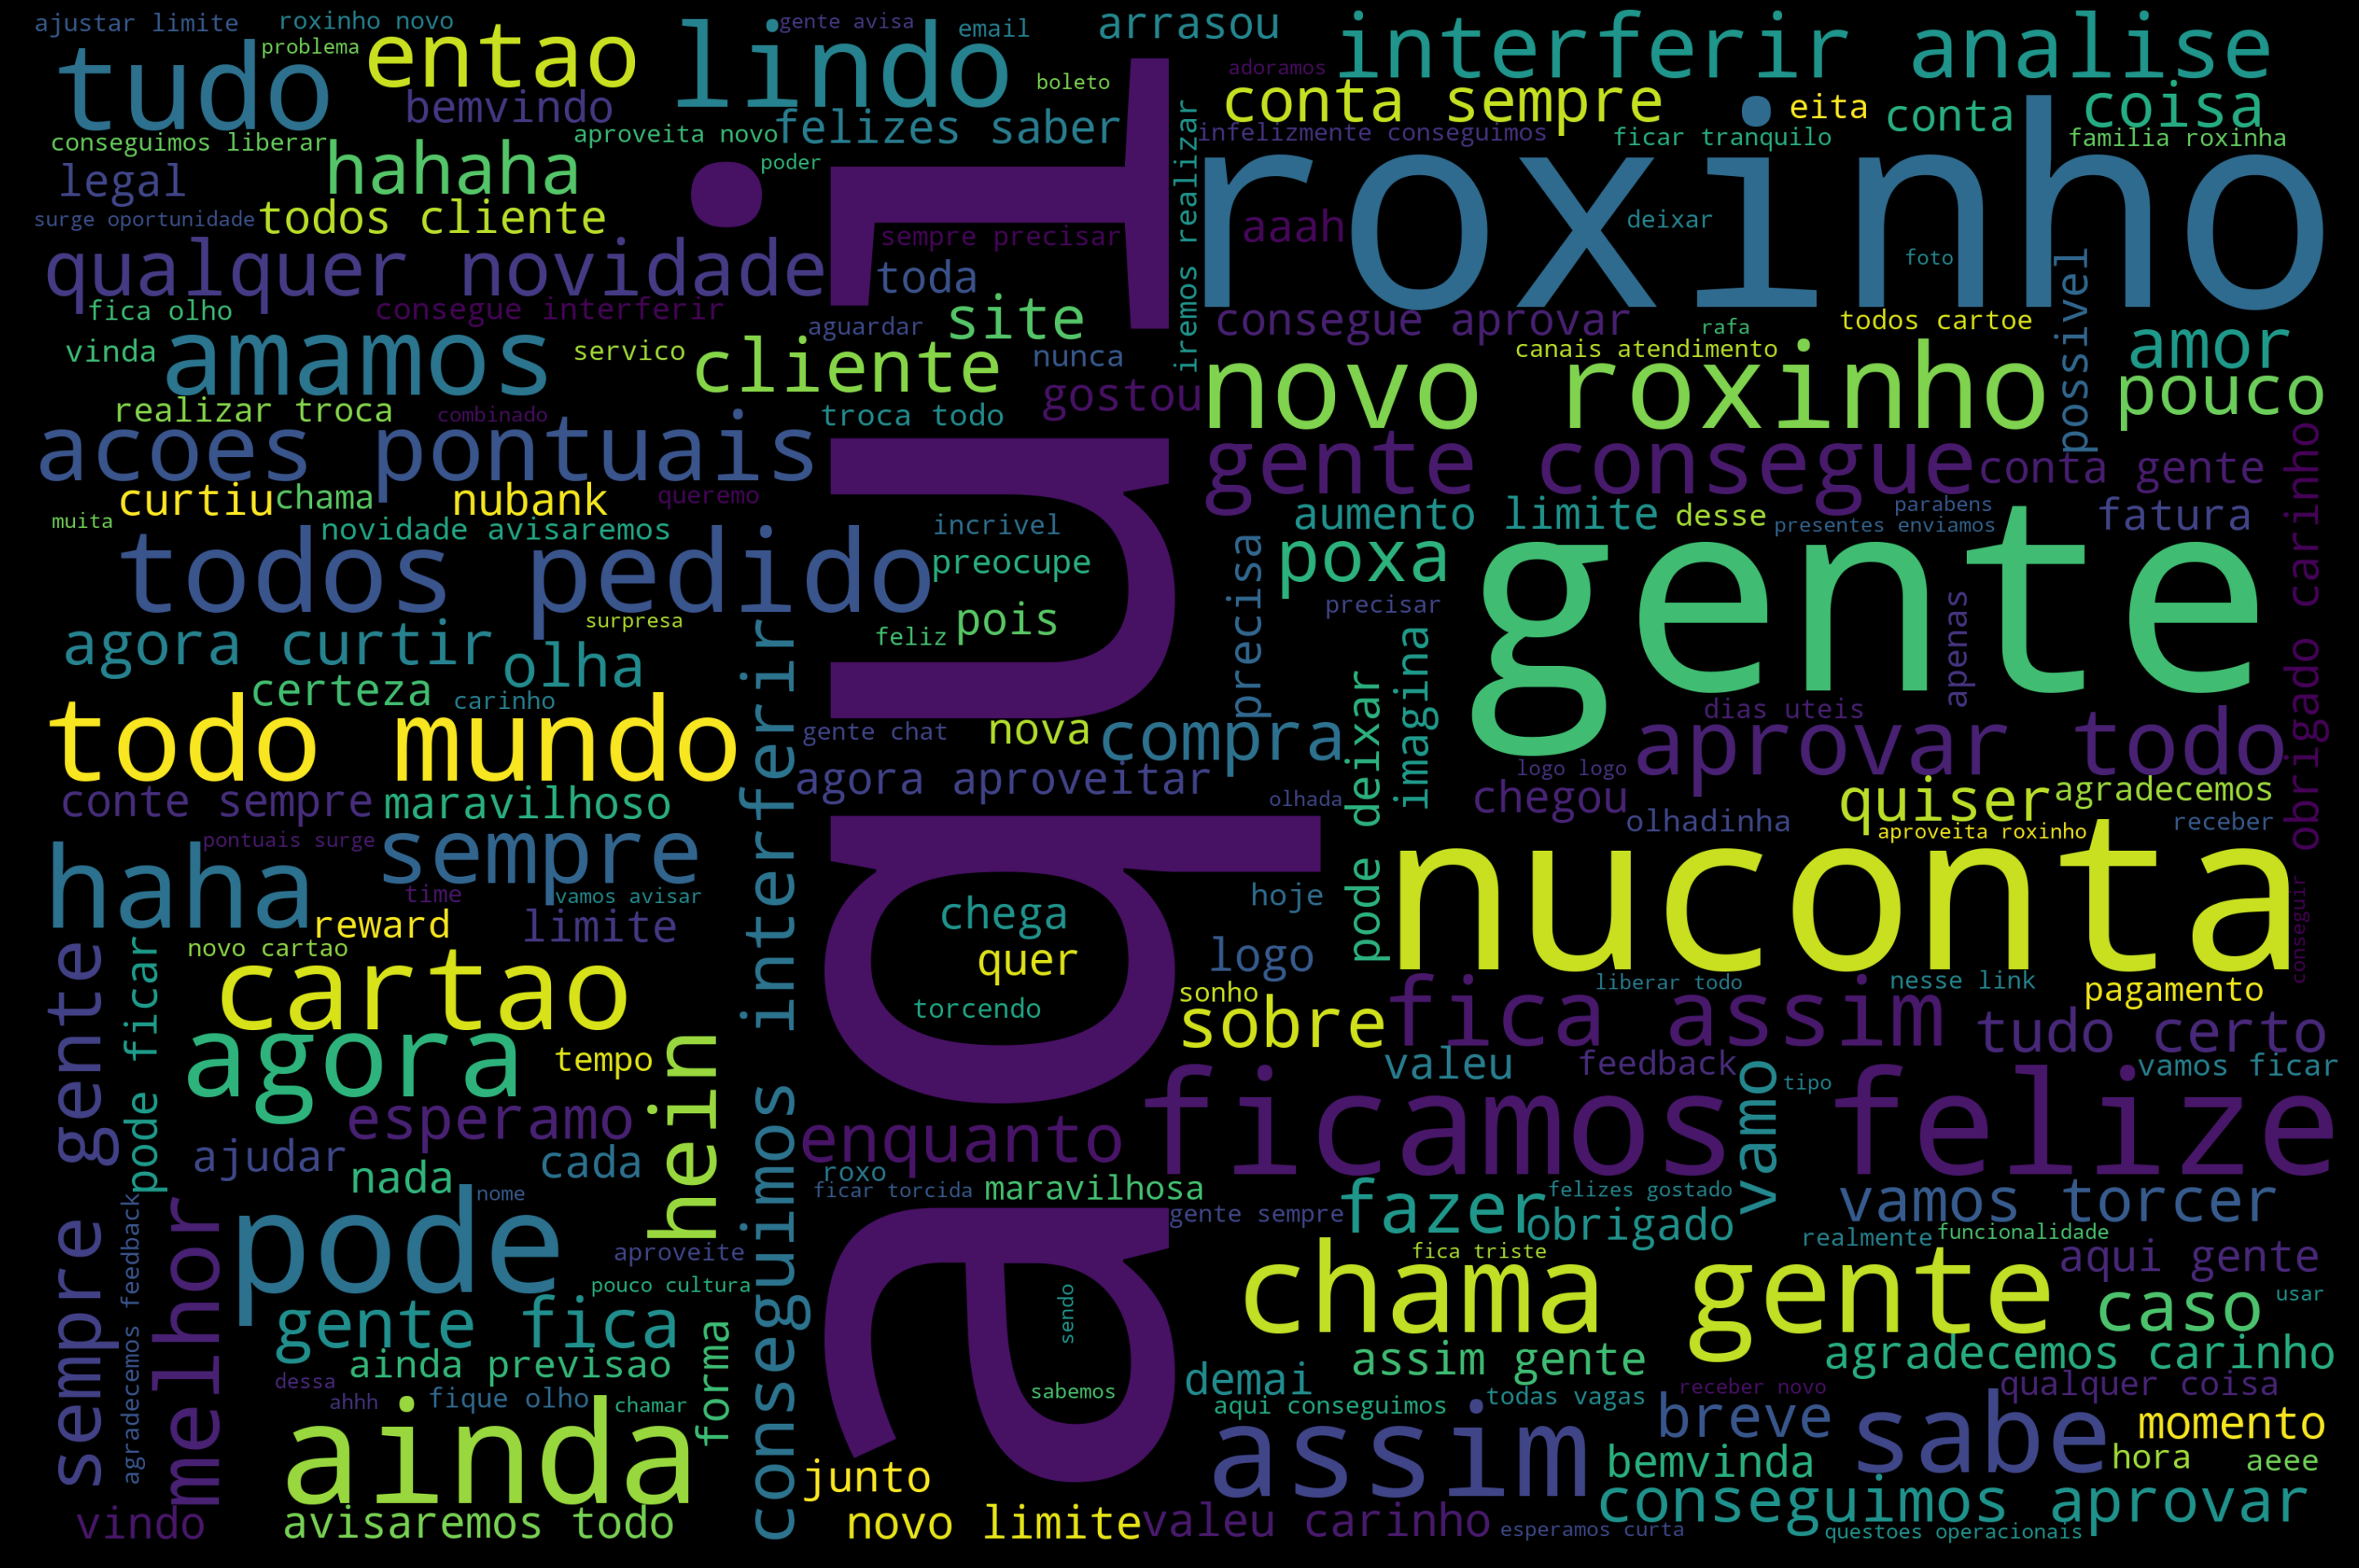 ajustar limite
roxinho novo
gente avisa
email
arrasou
interferir analise
tudo
problema
entao
lindo
boleto
adoramos
conta sempre
eita
conta
coisa
bemvindo
conseguimos liberar
aproveita novo
felizes saber
infelizmente conseguimos
ficar tranquilo
familia roxinha
hahaha
poder
iremos realizar
roxinho
legal
surge oportunidade
todos cliente
sempre precisar
aaah
deixar
qualquer novidade
toda
foto
possivel
fica olho
consegue interferir
aguardar
site
consegue aprovar
rafa
todos cartoe
vinda
amamos
servico
cliente
nunca
canais atendimento
amor
realizar troca
combinado
troca todo
gostou
novo roxinho
pouco
acoes pontuais
aqui
gente consegue
conta gente
obrigado carinho
curtiu
chama
nubank
queremo
muita
novidade avisaremos
incrivel
aumento limite
desse
parabens
presentes enviamos
fatura
todos pedido
preocupe
precisa
poxa
gente
surpresa
feliz
pois
precisar
apenas
agora curtir
olha
conseguimos interferir
imagina
certeza
carinho
pode deixar
todo mundo
gente chat
nova
compra
dias uteis
aprovar todo
logo logo
conte sempre
maravilhoso
agora aproveitar
olhada
chegou
quiser
agradecemos
olhadinha
aproveita roxinho
receber
pontuais surge
sempre
haha
time
vamos avisar
hoje
nuconta
conseguir
reward
limite
chega
novo cartao
quer
logo
sempre gente
pode ficar
cartao
torcendo
sonho
liberar todo
nesse link
pagamento
sobre
fica assim
tudo certo
agora
tempo
hein
valeu
feedback
vamo
tipo
vamos ficar
esperamo
enquanto
ficamos felize
ajudar
cada
nada
roxo
ficar torcida
maravilhosa
nome
gente sempre
fazer
felizes gostado
obrigado
vamos torcer
agradecemos feedback
melhor
pode
aproveite
fica triste
realmente
funcionalidade
aqui gente
pouco cultura
sendo
chama gente
caso
usar
gente fica
forma
ainda previsao
assim gente
agradecemos carinho
dessa
demai
receber novo
qualquer coisa
ahhh
fique olho
chamar
sabemos
aqui conseguimos
todas vagas
breve
sabe
momento
ainda
assim
bemvinda
hora
aeee
junto
vindo
avisaremos todo
novo limite
valeu carinho
esperamos curta
conseguimos aprovar
questoes operacionais